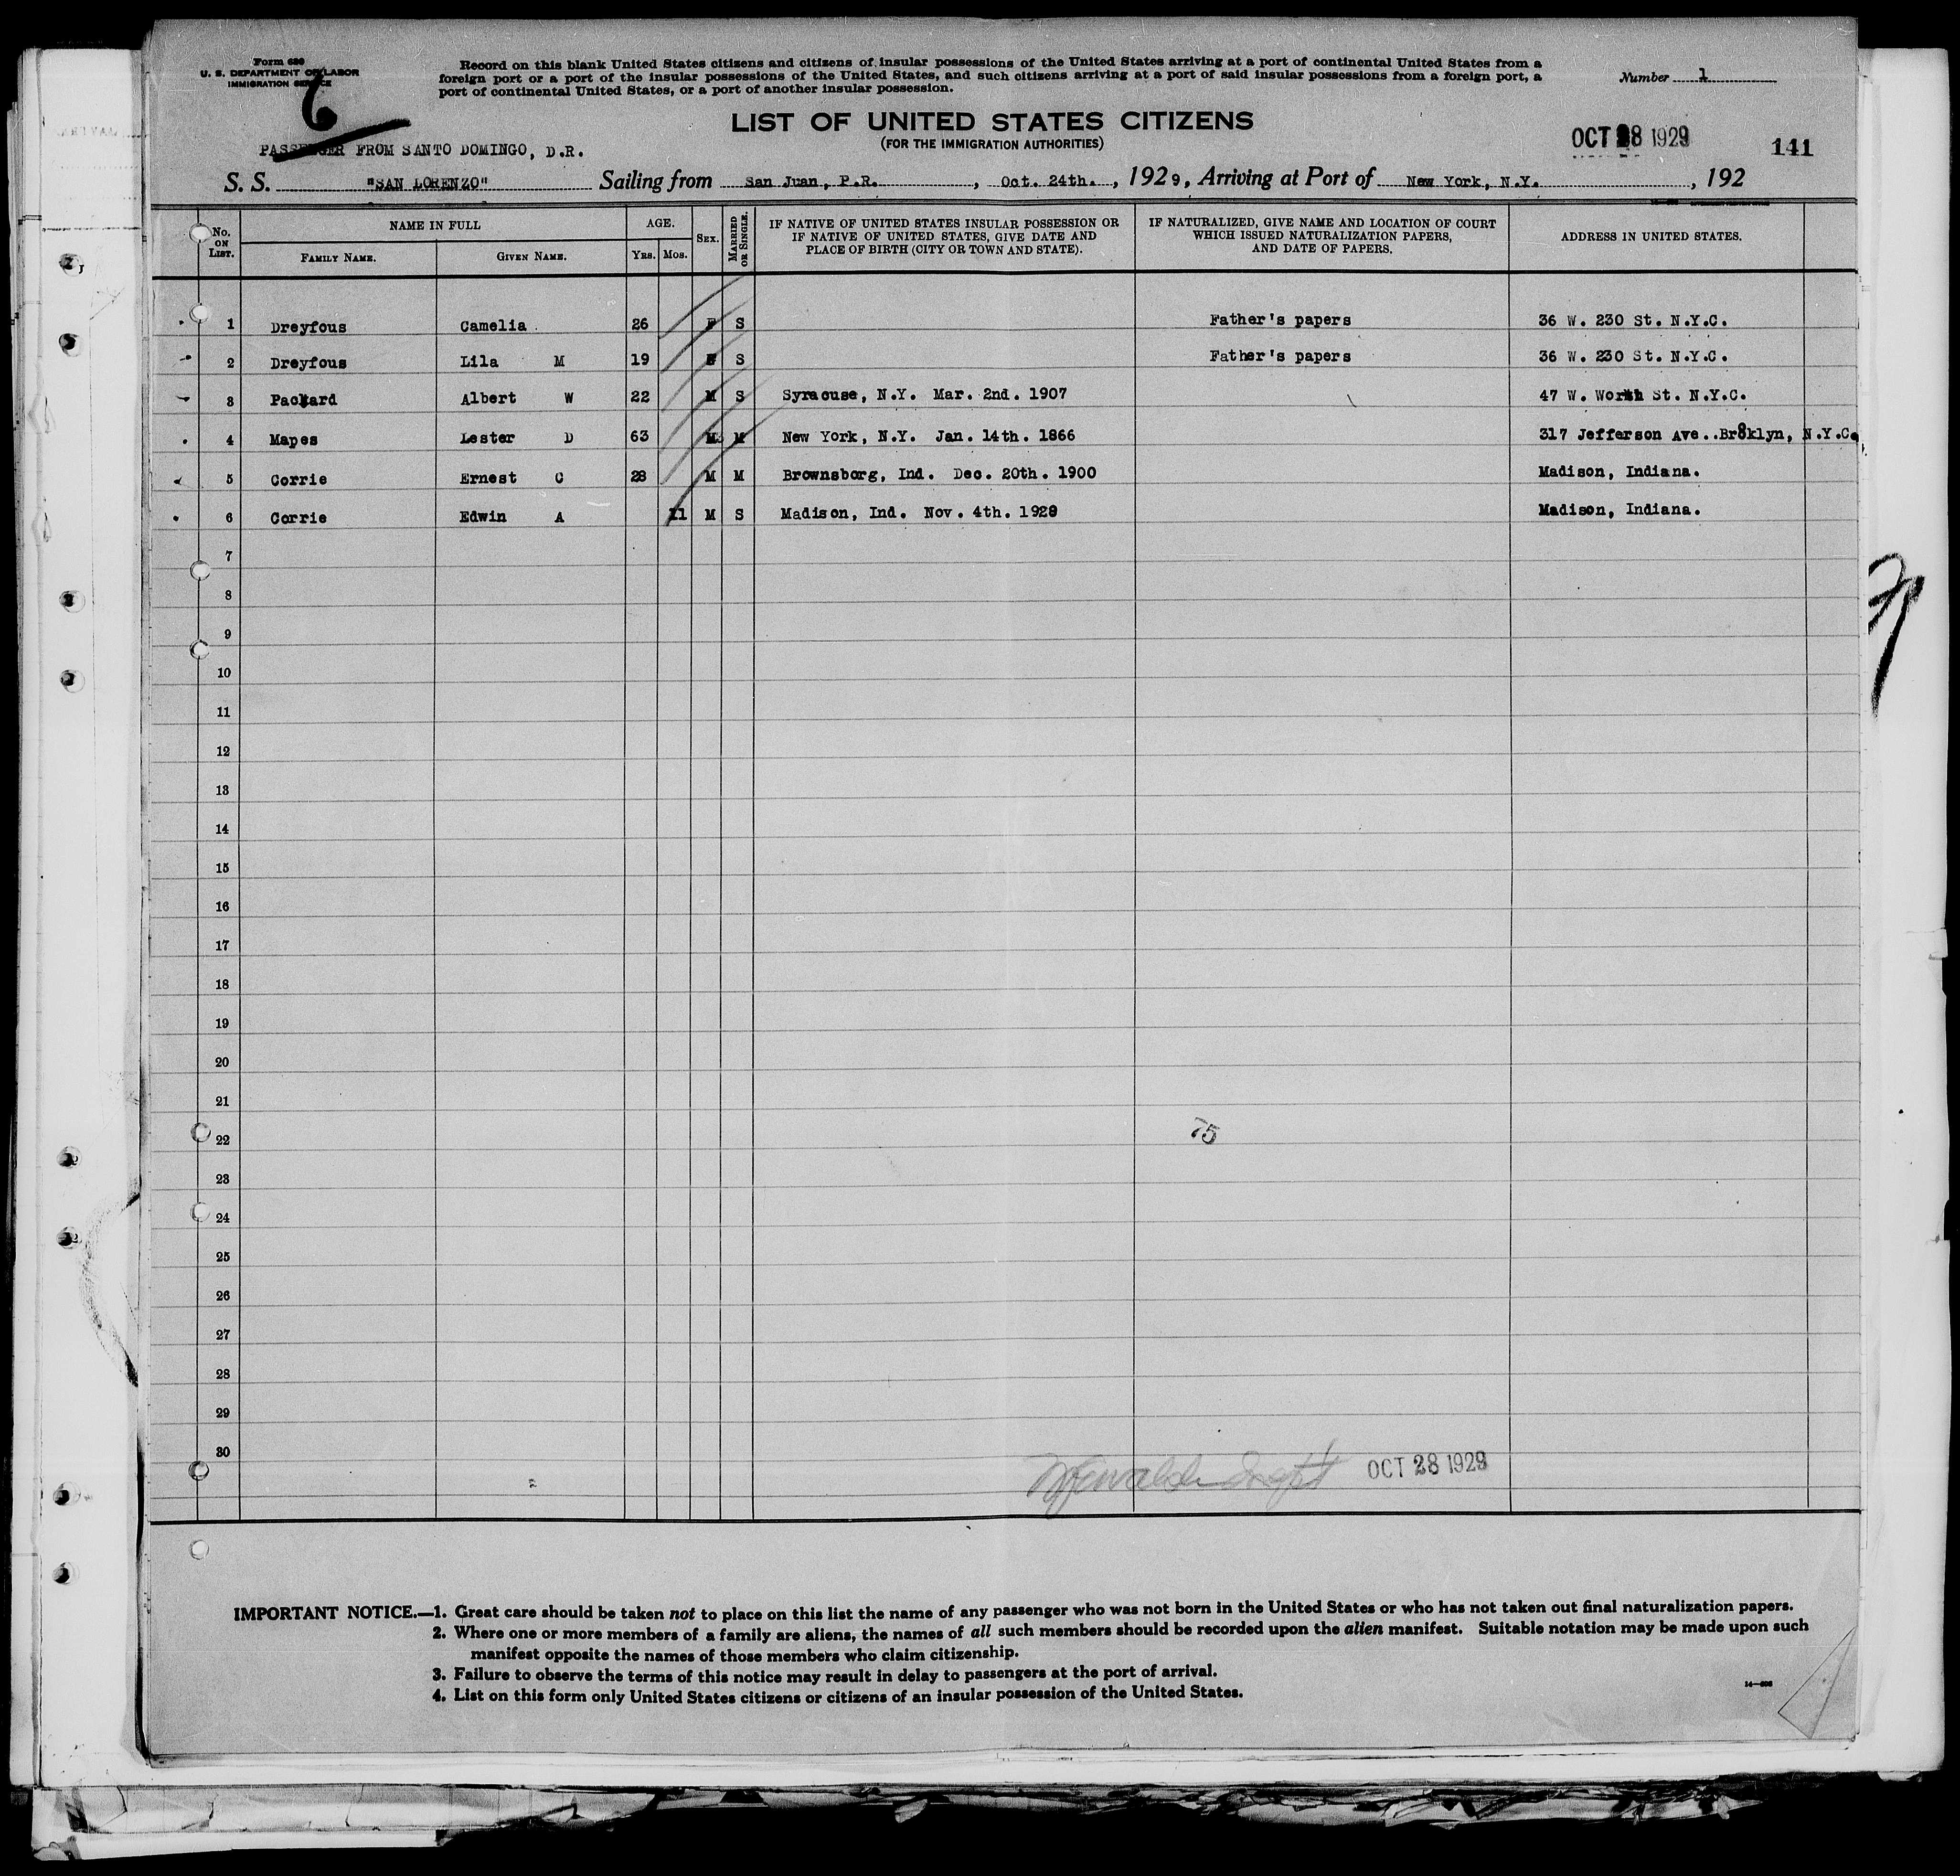 Form 630
U. S. DEPARTMENT OF LABOR
IMMIGRATION SERVICE
6
Record on this blank United States citizens and citizens of insular possessions of the United States arriving at a port of continental United States from a
foreign port or a port of the insular possessions of the United States, and such citizens arriving at a port of said insular possessions from a foreign port, a
port of continental United States, or a port of another insular possession.
Number 1
LIST OF UNITED STATES CITIZENS
(FOR THE IMMIGRATION AUTHORITIES)
OCT 28 1929
141
PASSENGER FROM SANTO DOMINGO, D.R.
S. S. "SAN LORENZO" Sailing from San Juan, P.R. , Oct. 24th. , 1929, Arriving at Port of New York, N.Y. , 192
No. ON LIST. NAME IN FULL FAMILY NAME. GIVEN NAME. AGE. YRS. MOS. SEX. MARRIED OR SINGLE. IF NATIVE OF UNITED STATES INSULAR POSSESSION OR IF NATIVE OF UNITED STATES, GIVE DATE AND PLACE OF BIRTH (CITY OR TOWN AND STATE). IF NATURALIZED, GIVE NAME AND LOCATION OF COURT WHICH ISSUED NATURALIZATION PAPERS, AND DATE OF PAPERS. ADDRESS IN UNITED STATES.
1 Dreyfous Camelia 26 F S Father's papers 36 W. 230 St. N.Y.C.
2 Dreyfous Lila M 19 F S Father's papers 36 W. 230 St. N.Y.C.
3 Packard Albert W 22 M S Syracuse, N.Y. Mar. 2nd. 1907 47 W. Worth St. N.Y.C.
4 Mapes Lester D 63 M M New York, N.Y. Jan. 14th. 1866 317 Jefferson Ave..Brooklyn, N.Y.C.
5 Corrie Ernest C 28 M M Brownsborg, Ind. Dec. 20th. 1900 Madison, Indiana.
6 Corrie Edwin A 11 M S Madison, Ind. Nov. 4th. 1928 Madison, Indiana.
7
8
9
10
11
12
13
14
15
16
17
18
19
20
21
22 75
23
24
25
26
27
28
29
30
OCT 28 1929
IMPORTANT NOTICE.—1. Great care should be taken not to place on this list the name of any passenger who was not born in the United States or who has not taken out final naturalization papers.
2. Where one or more members of a family are aliens, the names of all such members should be recorded upon the alien manifest. Suitable notation may be made upon such
manifest opposite the names of those members who claim citizenship.
3. Failure to observe the terms of this notice may result in delay to passengers at the port of arrival.
4. List on this form only United States citizens or citizens of an insular possession of the United States.